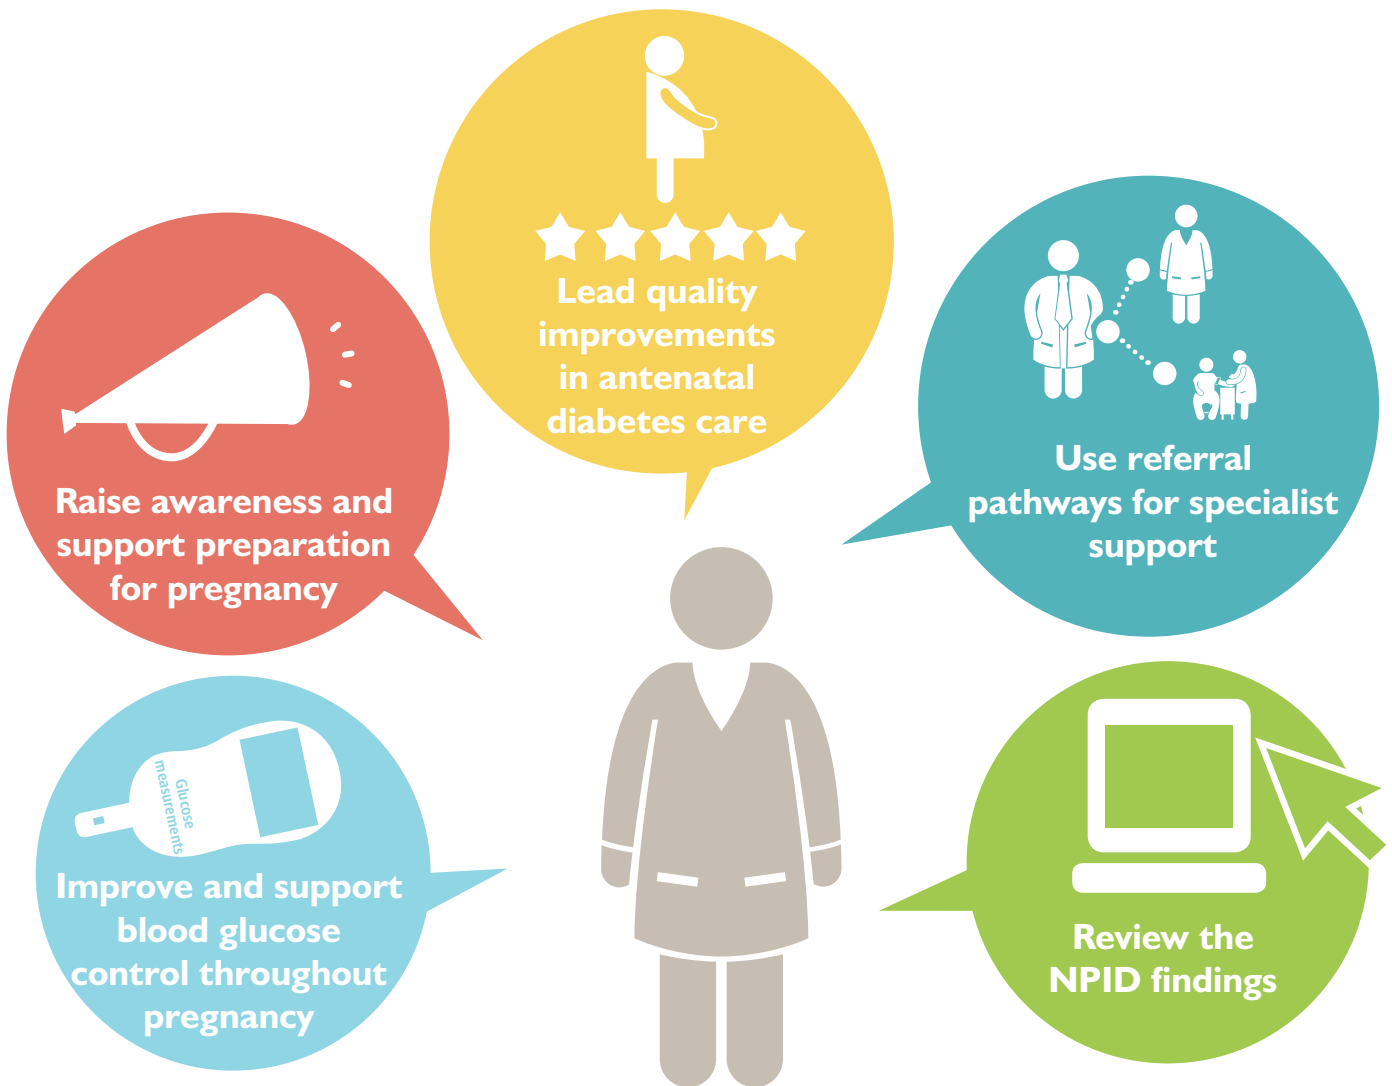 Lead quality
improvements
in antenatal
diabetes care
Raise awareness and
support preparation
for pregnancy
Use referral
pathways for specialist
support
Glucose
measurements
Improve and support
blood glucose
control throughout
pregnancy
Review the
NPID findings